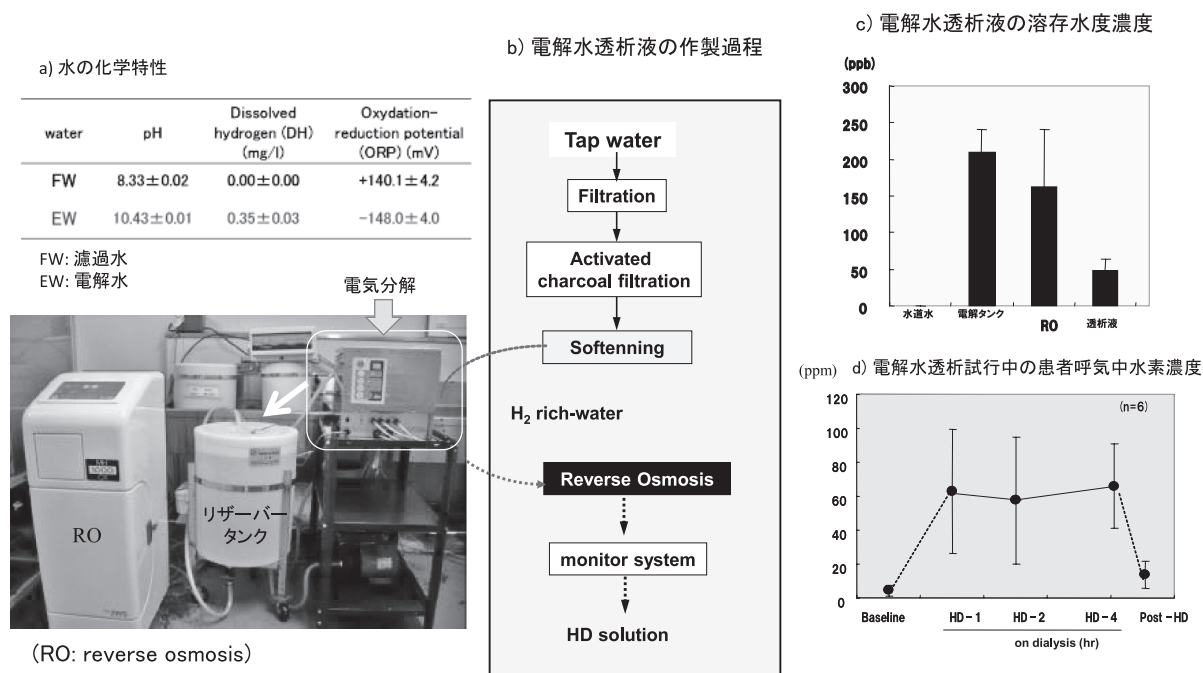 a) 水の化学特性
water pH Dissolved hydrogen (DH) (mg/l) Oxydation-reduction potential (ORP) (mV)
FW 8.33±0.02 0.00±0.00 +140.1±4.2
EW 10.43±0.01 0.35±0.03 −148.0±4.0
FW: 濾過水
EW: 電解水
電気分解
RO
リザーバー
タンク
(RO: reverse osmosis)
b) 電解水透析液の作製過程
Tap water
Filtration
Activated
charcoal filtration
Softenning
H2 rich-water
Reverse Osmosis
monitor system
HD solution
c) 電解水透析液の溶存水度濃度
(ppb)
300
250
200
150
200
50
0
水道水 電解タンク RO 透析液
(ppm) d) 電解水透析試行中の患者呼気中水素濃度
(n=6)
120
100
80
60
40
20
0
Baseline HD-1 HD-2 HD-4 Post-HD
on dialysis (hr)